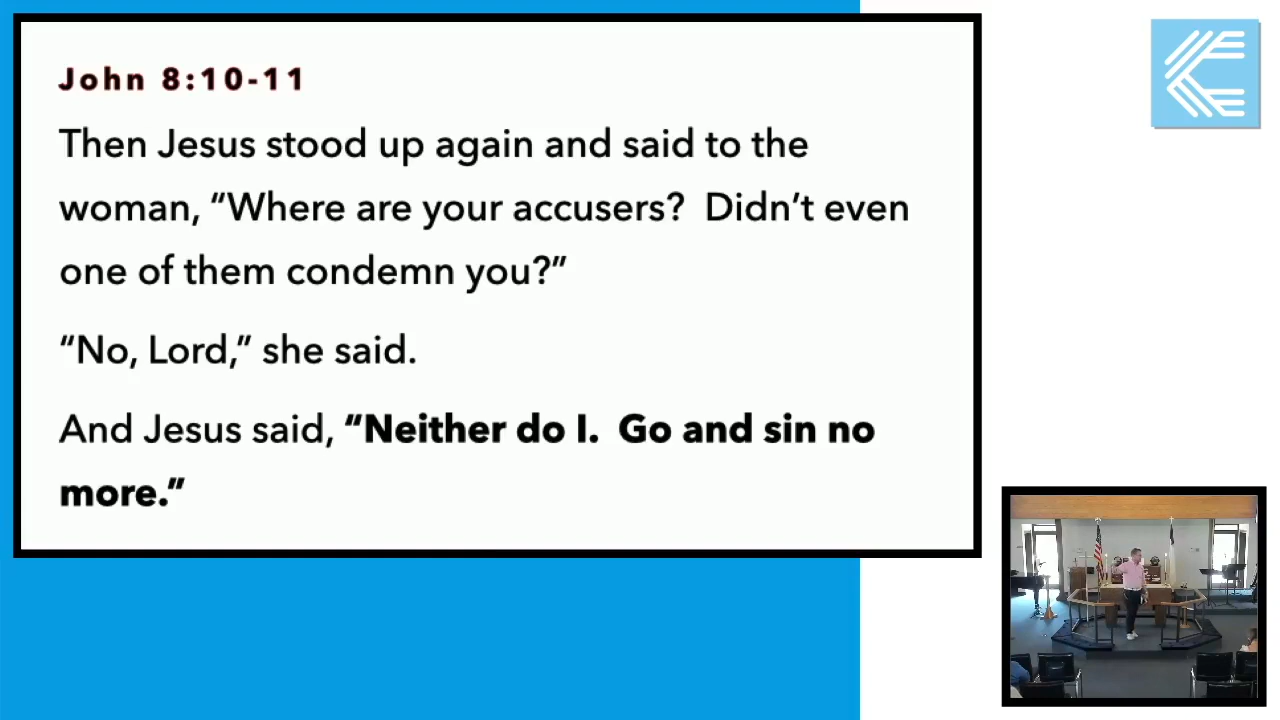 John 8:10-11
Then Jesus stood up again and said to the
woman, “Where are your accusers?  Didn’t even
one of them condemn you?”
“No, Lord,” she said.
And Jesus said, “Neither do I.  Go and sin no
more.”